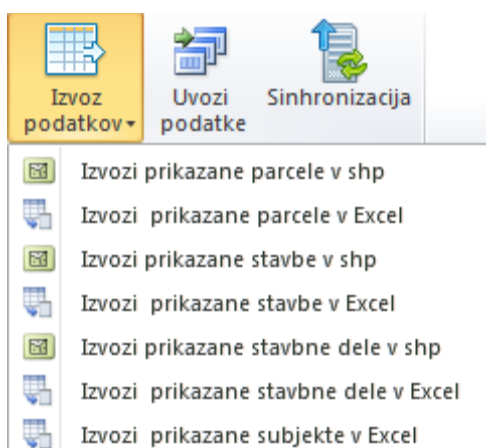 Izvoz
podatkov
Uvozi
podatke
Sinhronizacija
Izvozi prikazane parcele v shp
Izvozi prikazane parcele v Excel
Izvozi prikazane stavbe v shp
Izvozi prikazane stavbe v Excel
Izvozi prikazane stavbne dele v shp
Izvozi prikazane stavbne dele v Excel
Izvozi prikazane subjekte v Excel